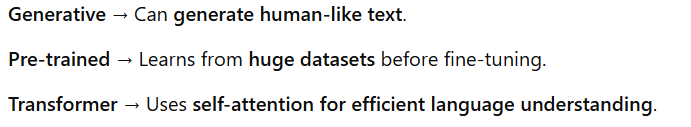 Generative → Can generate human-like text.
Pre-trained → Learns from huge datasets before fine-tuning.
Transformer → Uses self-attention for efficient language understanding.